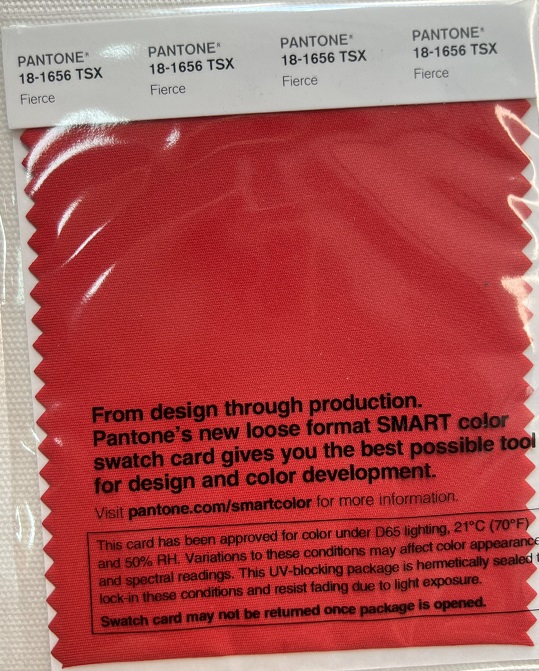 PANTONE®
18-1656 TSX
Fierce
PANTONE®
18-1656 TSX
Fierce
PANTONE®
18-1656 TSX
Fierce
PANTONE®
18-1656 TSX
Fierce
From design through production.
Pantone's new loose format SMART color
swatch card gives you the best possible tool
for design and color development.
Visit pantone.com/smartcolor for more information.
This card has been approved for color under D65 lighting, 21°C (70°F)
and 50% RH. Variations to these conditions may affect color appearance
and spectral readings. This UV-blocking package is hermetically sealed
lock-in these conditions and resist fading due to light exposure.
Swatch card may not be returned once package is opened.